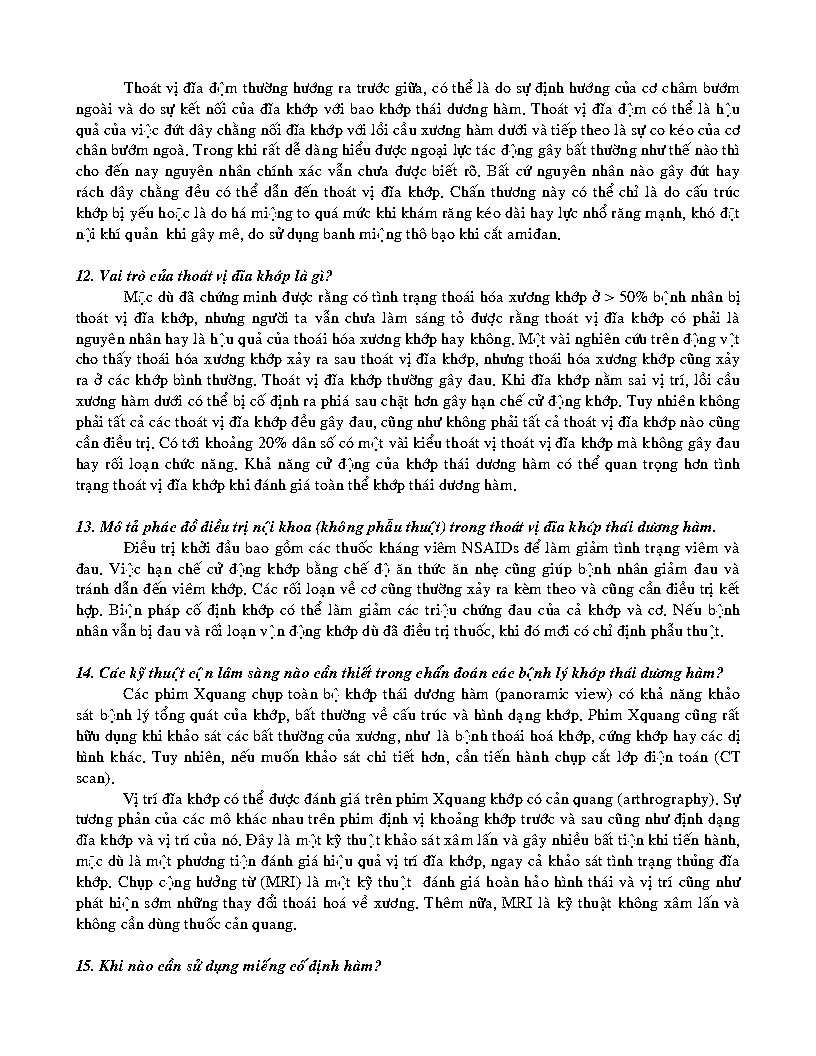 Thoát vị đĩa đệm thường hướng ra trước giữa, có thể là do sự định hướng của cơ châm bướm
ngoài và do sự kết nối của đĩa khớp với bao khớp thái dương hàm. Thoát vị đĩa đệm có thể là hậu
quả của việc đứt dây chằng nối đĩa khớp với lồi cầu xương hàm dưới và tiếp theo là sự co kéo của cơ
chân bướm ngoà. Trong khi rất dễ dàng hiểu được ngoại lực tác động gây bất thường như thế nào thì
cho đến nay nguyên nhân chính xác vẫn chưa được biết rõ. Bất cứ nguyên nhân nào gây đứt hay
rách dây chằng đều có thể dẫn đến thoát vị đĩa khớp. Chấn thương này có thể chỉ là do cấu trúc
khớp bị yếu hoặc là do há miệng to quá mức khi khám răng kéo dài hay lực nhổ răng mạnh, khó đặt
nội khí quản khi gây mê, do sử dụng banh miệng thô bạo khi cắt amiđan.
12. Vai trò của thoát vị đĩa khớp là gì?
Mặc dù đã chứng minh được rằng có tình trạng thoái hóa xương khớp ở > 50% bệnh nhân bị
thoát vị đĩa khớp, nhưng người ta vẫn chưa làm sáng tỏ được rằng thoát vị đĩa khớp có phải là
nguyên nhân hay là hậu quả của thoái hóa xương khớp hay không. Một vài nghiên cứu trên động vật
cho thấy thoái hóa xương khớp xảy ra sau thoát vị đĩa khớp, nhưng thoái hóa xương khớp cũng xảy
ra ở các khớp bình thường. Thoát vị đĩa khớp thường gây đau. Khi đĩa khớp nằm sai vị trí, lồi cầu
xương hàm dưới có thể bị cố định ra phiá sau chặt hơn gây hạn chế cử động khớp. Tuy nhiên không
phải tất cả các thoát vị đĩa khớp đều gây đau, cũng như không phải tất cả thoát vị đĩa khớp nào cũng
cần điều trị. Có tới khoảng 20% dân số có một vài kiểu thoát vị thoát vị đĩa khớp mà không gây đau
hay rối loạn chức năng. Khả năng cử động của khớp thái dương hàm có thể quan trọng hơn tình
trạng thoát vị đĩa khớp khi đánh giá toàn thể khớp thái dương hàm.
13. Mô tả phác đồ điều trị nội khoa (không phẫu thuật) trong thoát vị đĩa khớp thái dương hàm.
Điều trị khởi đầu bao gồm các thuốc kháng viêm NSAIDs để làm giảm tình trạng viêm và
đau. Việc hạn chế cử động khớp bằng chế độ ăn thức ăn nhẹ cũng giúp bệnh nhân giảm đau và
tránh dẫn đến viêm khớp. Các rối loạn về cơ cũng thường xảy ra kèm theo và cũng cần điều trị kết
hợp. Biện pháp cố định khớp có thể làm giảm các triệu chứng đau của cả khớp và cơ. Nếu bệnh
nhân vẫn bị đau và rối loạn vận động khớp dù đã điều trị thuốc, khi đó mới có chỉ định phẫu thuật.
14. Các kỹ thuật cận lâm sàng nào cần thiết trong chẩn đoán các bệnh lý khớp thái dương hàm?
Các phim Xquang chụp toàn bộ khớp thái dương hàm (panoramic view) có khả năng khảo
sát bệnh lý tổng quát của khớp, bất thường về cấu trúc và hình dạng khớp. Phim Xquang cũng rất
hữu dụng khi khảo sát các bất thường của xương, như là bệnh thoái hoá khớp, cứng khớp hay các dị
hình khác. Tuy nhiên, nếu muốn khảo sát chi tiết hơn, cần tiến hành chụp cắt lớp điện toán (CT
scan).
Vị trí đĩa khớp có thể được đánh giá trên phim Xquang khớp có cản quang (arthrography). Sự
tương phản của các mô khác nhau trên phim định vị khoảng khớp trước và sau cũng như định dạng
đĩa khớp và vị trí của nó. Đây là một kỹ thuật khảo sát xâm lấn và gây nhiều bất tiện khi tiến hành,
mặc dù là một phương tiện đánh giá hiệu quả vị trí đĩa khớp, ngay cả khảo sát tình trạng thủng đĩa
khớp. Chụp cộng hưởng từ (MRI) là một kỹ thuật đánh giá hoàn hảo hình thái và vị trí cũng như
phát hiện sớm những thay đổi thoái hoá về xương. Thêm nữa, MRI là kỹ thuật không xâm lấn và
không cần dùng thuốc cản quang.
15. Khi nào cần sử dụng miếng cố định hàm?